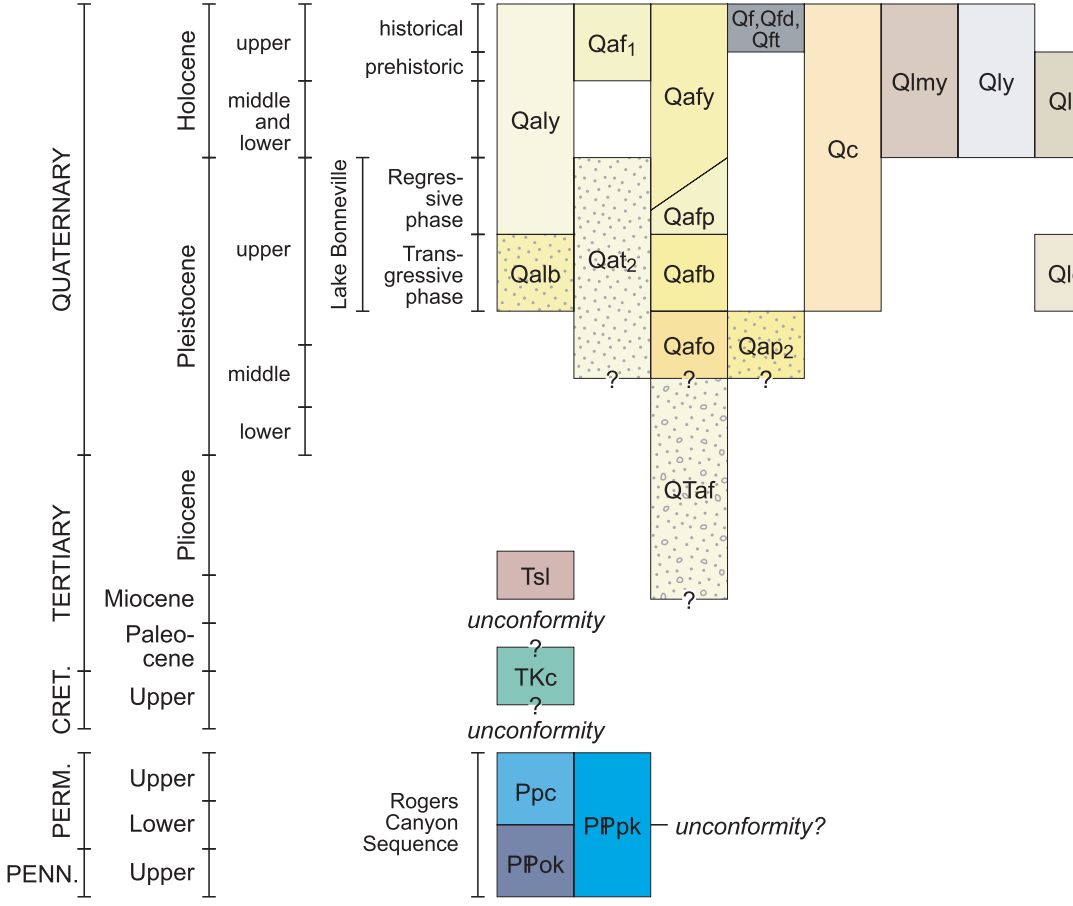 QUATERNARY
TERTIARY
CRET.
PERM.
PENN.
Holocene
Pleistocene
Pliocene
Miocene
Paleo-
cene
Upper
Upper
Lower
Upper
upper
middle
and
lower
upper
middle
lower
Lake Bonneville
historical
prehistoric
Regres-
sive
phase
Trans-
gressive
phase
Rogers
Canyon
Sequence
Qaly
Qalb
Qaf1
Qat2
?
Qafy
Qafp
Qafb
Qafo
?
QTaf
?
Qf,Qfd,
Qft
Qap2
?
Qc
Qlmy
Qly
Ql
Ql
Tsl
unconformity
?
TKc
?
unconformity
Ppc
PIPok
PIPpk
unconformity?